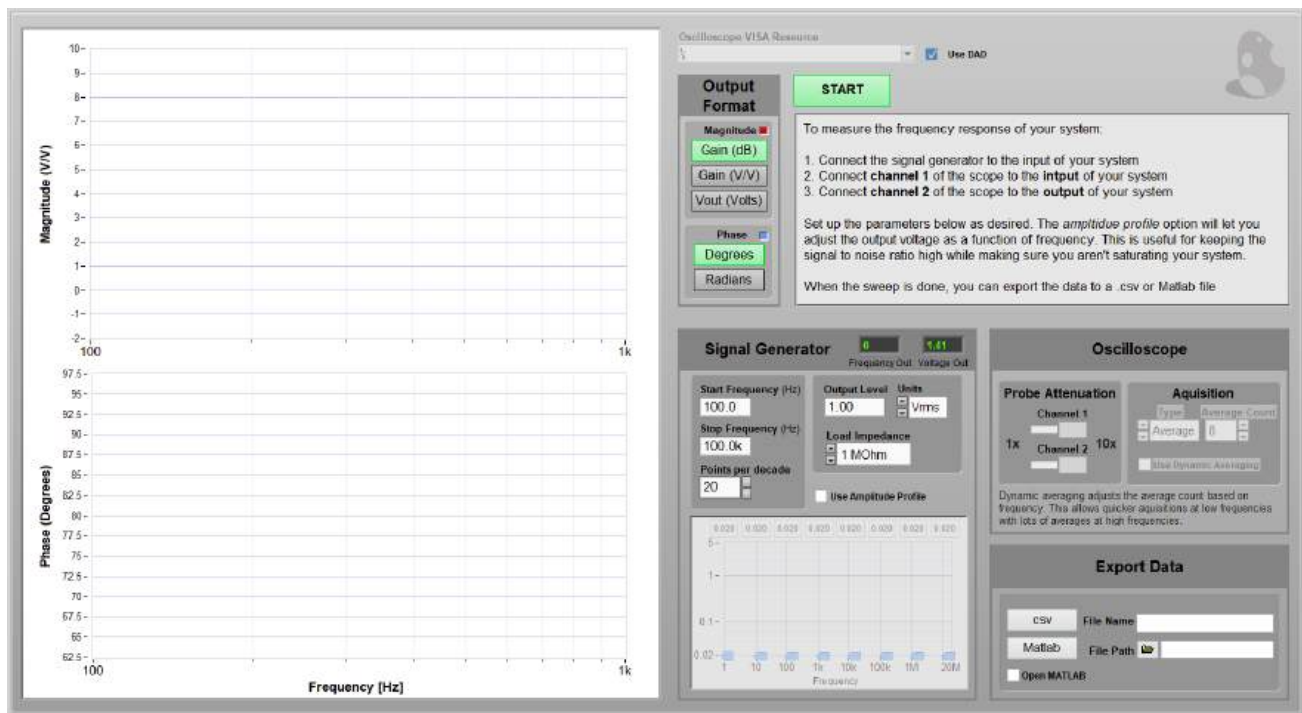 10
9
8
7
6
5
4
3
2
1
0
-1
-2
Magnitude (V/V)
100
1k
97.5
95
92.5
90
87.5
85
82.5
80
77.5
75
72.5
70
67.5
65
62.5
Phase (Degrees)
100
1k
Frequency [Hz]
Oscilloscope VISA Resource
Use DAD
Output
Format
Magnitude
Gain (dB)
Gain (V/V)
Vout (Volts)
Phase
Degrees
Radians
START
To measure the frequency response of your system:
1. Connect the signal generator to the input of your system
2. Connect channel 1 of the scope to the intput of your system
3. Connect channel 2 of the scope to the output of your system
Set up the parameters below as desired. The ampltidue profile option will let you
adjust the output voltage as a function of frequency. This is useful for keeping the
signal to noise ratio high while making sure you aren't saturating your system.
When the sweep is done, you can export the data to a .csv or Matlab file
Signal Generator
0
1.41
Frequency Out Voltage Out
Start Frequency (Hz)
100.0
Stop Frequency (Hz)
100.0k
Points per decade
20
Output Level Units
1.00 Vrms
Load Impedance
1 MOhm
Use Amplitude Profile
0.020 0.020 0.020 0.020 0.020 0.020 0.020 0.020
5
1
0.1
0.02
1 10 100 1k 10k 100k 1M 20M
Frequency
Oscilloscope
Probe Attenuation
Channel 1
1x 10x
Channel 2
Aquisition
Type Average Count
Average 8
Use Dynamic Averaging
Dynamic averaging adjusts the average count based on
frequency. This allows quicker aquisitions at low frequencies
with lots of averages at high frequencies.
Export Data
csv File Name
Matlab File Path
Open MATLAB